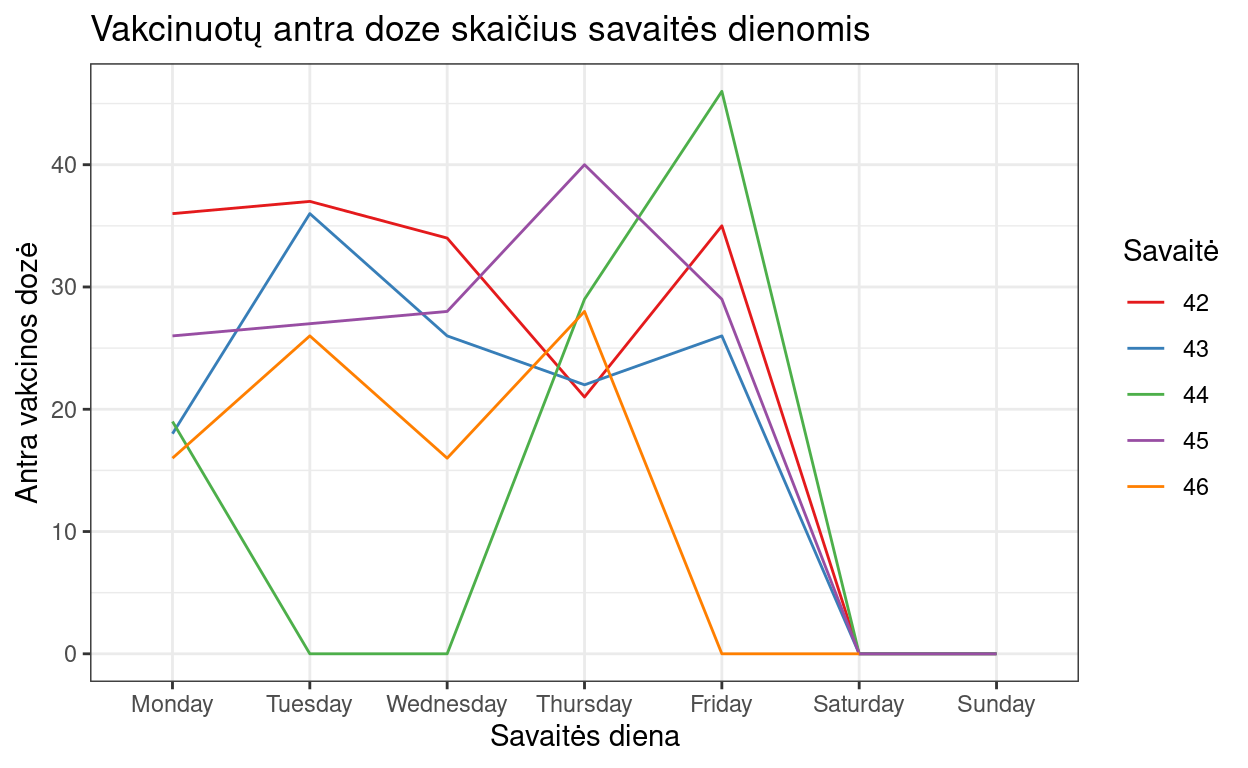 Vakcinuotų antra doze skaičius savaitės dienomis
Antra vakcinos dozė
40
30
20
10
0
Monday Tuesday Wednesday Thursday Friday Saturday Sunday
Savaitės diena
Savaitė
42
43
44
45
46